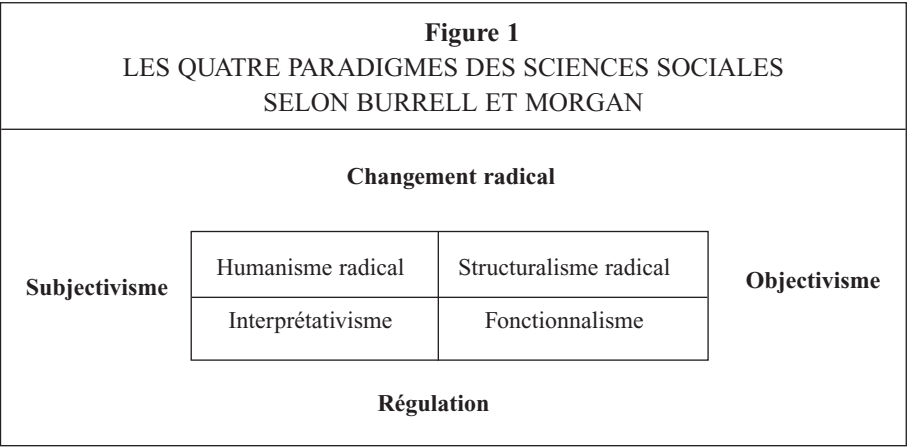 Figure 1
LES QUATRE PARADIGMES DES SCIENCES SOCIALES
SELON BURRELL ET MORGAN
Changement radical
Humanisme radical
Structuralisme radical
Subjectivisme
Objectivisme
Interprétativisme
Fonctionnalisme
Régulation